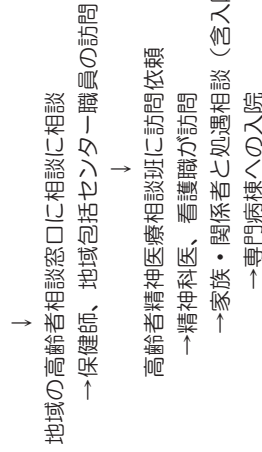 ↓
地域の高齢者相談窓口に相談に相談
→保健師、地域包括センター職員の訪問
↓
高齢者精神医療相談班に訪問依頼
→精神科医、看護職が訪問
→家族・関係者と処遇相談（含入
→専門病棟への入院